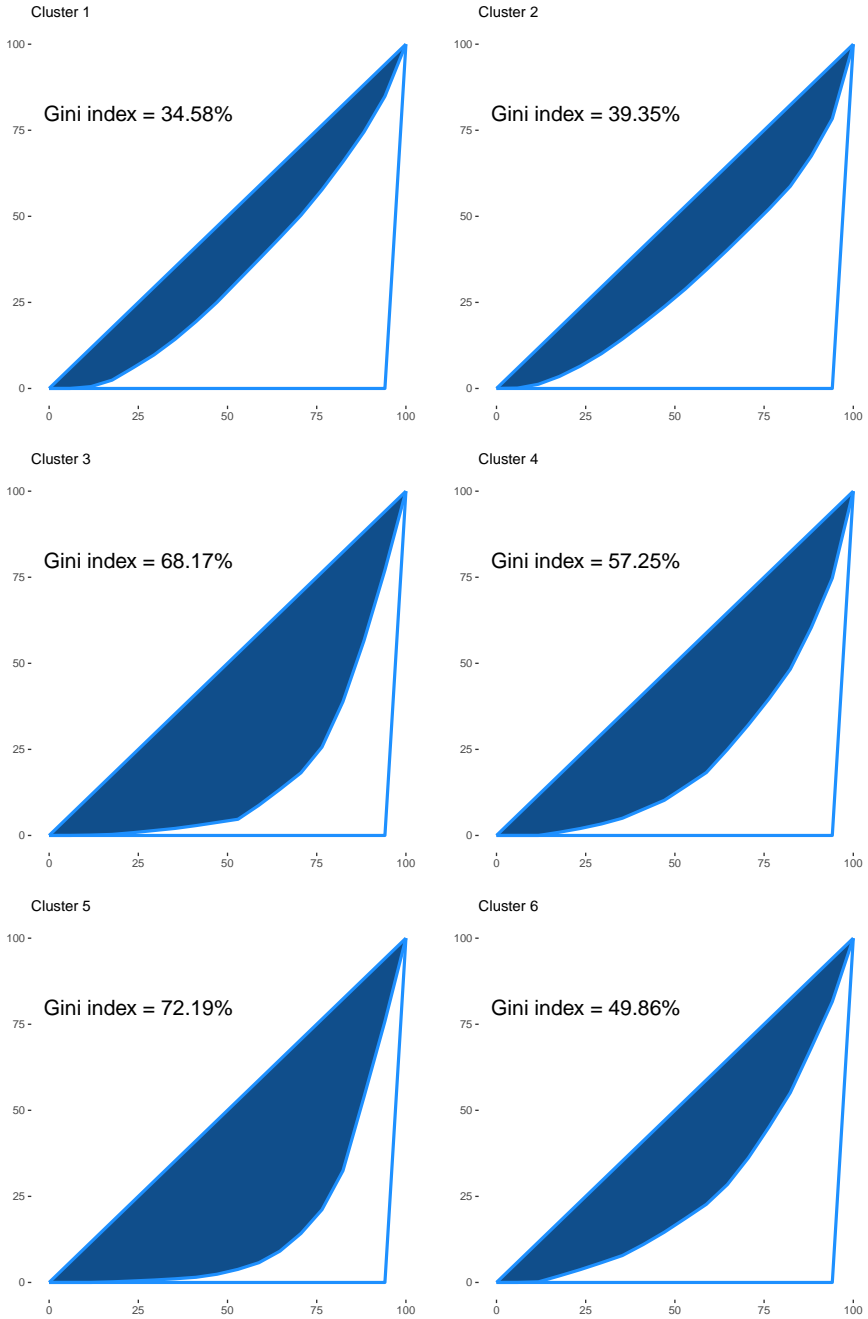 Cluster 1
100
75
50
25
0
Gini index = 34.58%
0 25 50 75 100
Cluster 2
100
75
50
25
0
Gini index = 39.35%
0 25 50 75 100
Cluster 3
100
75
50
25
0
Gini index = 68.17%
0 25 50 75 100
Cluster 4
100
75
50
25
0
Gini index = 57.25%
0 25 50 75 100
Cluster 5
100
75
50
25
0
Gini index = 72.19%
0 25 50 75 100
Cluster 6
100
75
50
25
0
Gini index = 49.86%
0 25 50 75 100